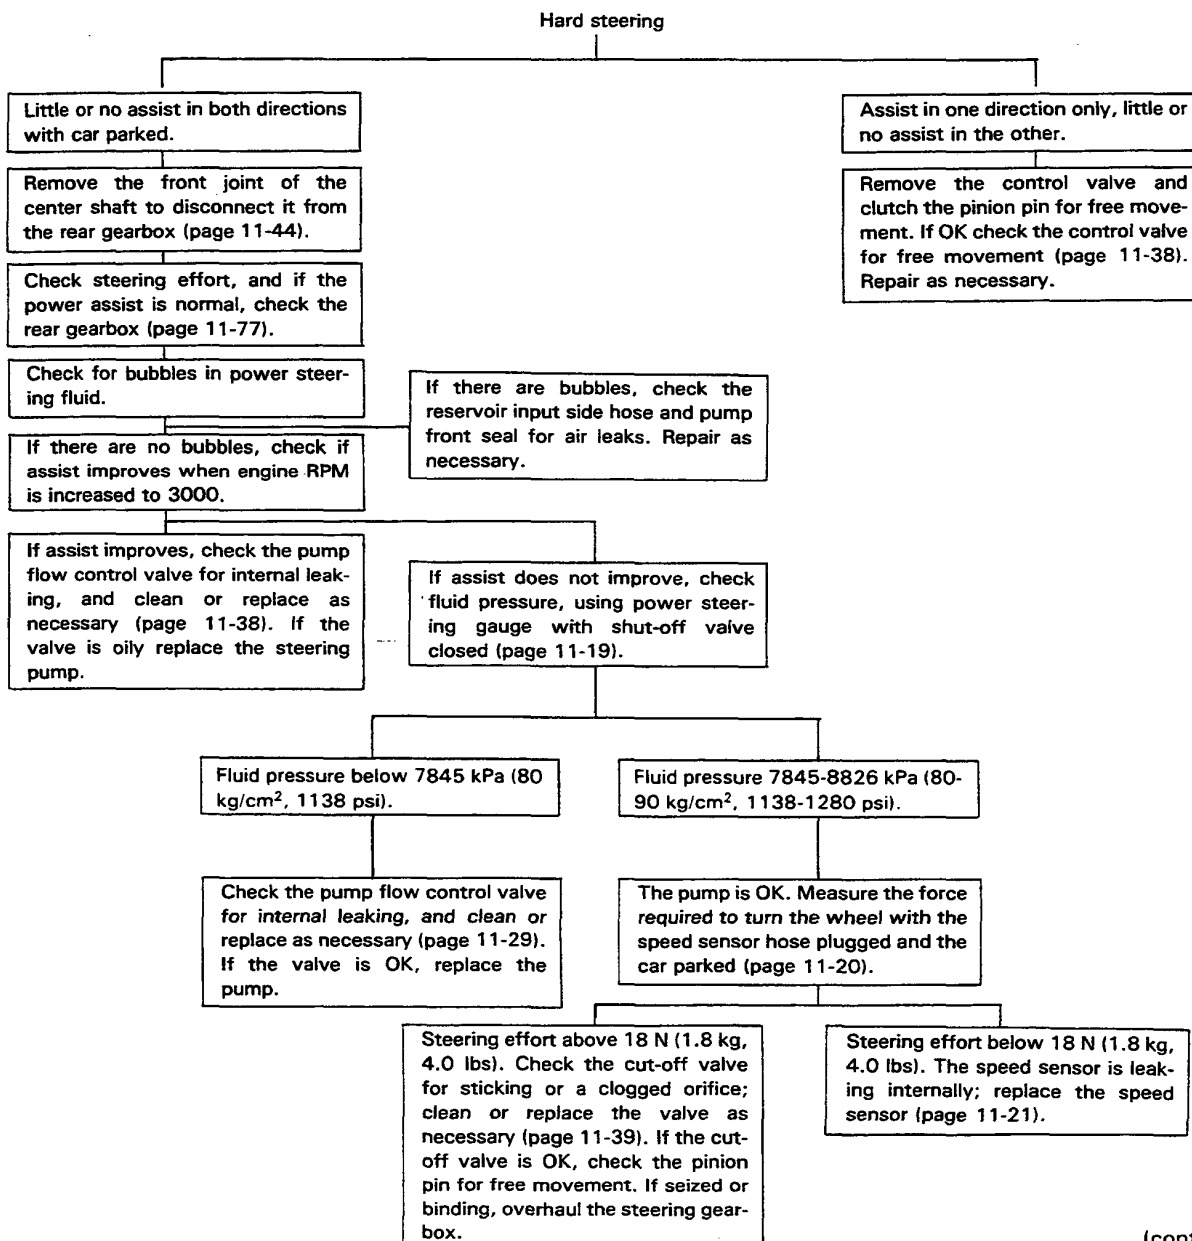 Hard steering
Little or no assist in both directions
with car parked.
Assist in one direction only, little or
no assist in the other.
Remove the front joint of the
center shaft to disconnect it from
the rear gearbox (page 11-44).
Remove the control valve and
clutch the pinion pin for free move-
ment. If OK check the control valve
for free movement (page 11-38).
Repair as necessary.
Check steering effort, and if the
power assist is normal, check the
rear gearbox (page 11-77).
Check for bubbles in power steer-
ing fluid.
If there are bubbles, check the
reservoir input side hose and pump
front seal for air leaks. Repair as
necessary.
If there are no bubbles, check if
assist improves when engine RPM
is increased to 3000.
If assist improves, check the pump
flow control valve for internal leak-
ing, and clean or replace as
necessary (page 11-38). If the
valve is oily replace the steering
pump.
If assist does not improve, check
fluid pressure, using power steer-
ing gauge with shut-off valve
closed (page 11-19).
Fluid pressure below 7845 kPa (80
kg/cm², 1138 psi).
Fluid pressure 7845-8826 kPa (80-
90 kg/cm², 1138-1280 psi).
Check the pump flow control valve
for internal leaking, and clean or
replace as necessary (page 11-29).
If the valve is OK, replace the
pump.
The pump is OK. Measure the force
required to turn the wheel with the
speed sensor hose plugged and the
car parked (page 11-20).
Steering effort above 18 N (1.8 kg,
4.0 lbs). Check the cut-off valve
for sticking or a clogged orifice;
clean or replace the valve as
necessary (page 11-39). If the cut-
off valve is OK, check the pinion
pin for free movement. If seized or
binding, overhaul the steering gear-
box.
Steering effort below 18 N (1.8 kg,
4.0 lbs). The speed sensor is leak-
ing internally; replace the speed
sensor (page 11-21).
(cont